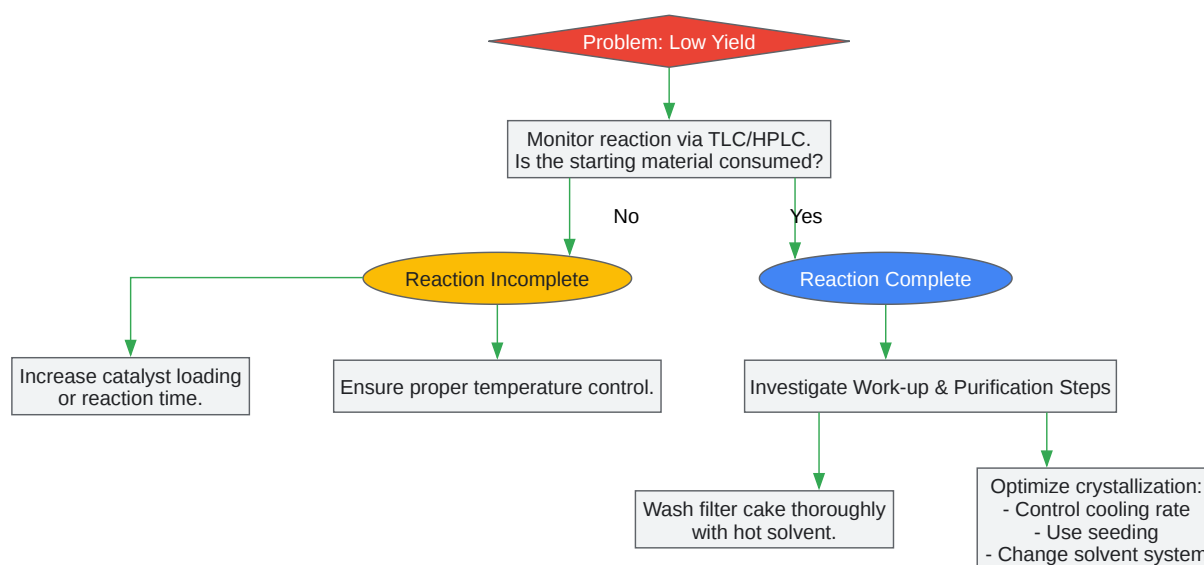 Problem: Low Yield
Monitor reaction via TLC/HPLC.
Is the starting material consumed?
No
Yes
Reaction Incomplete
Reaction Complete
Increase catalyst loading
or reaction time.
Ensure proper temperature control.
Investigate Work-up & Purification Steps
Wash filter cake thoroughly
with hot solvent.
Optimize crystallization:
- Control cooling rate
- Use seeding
- Change solvent system